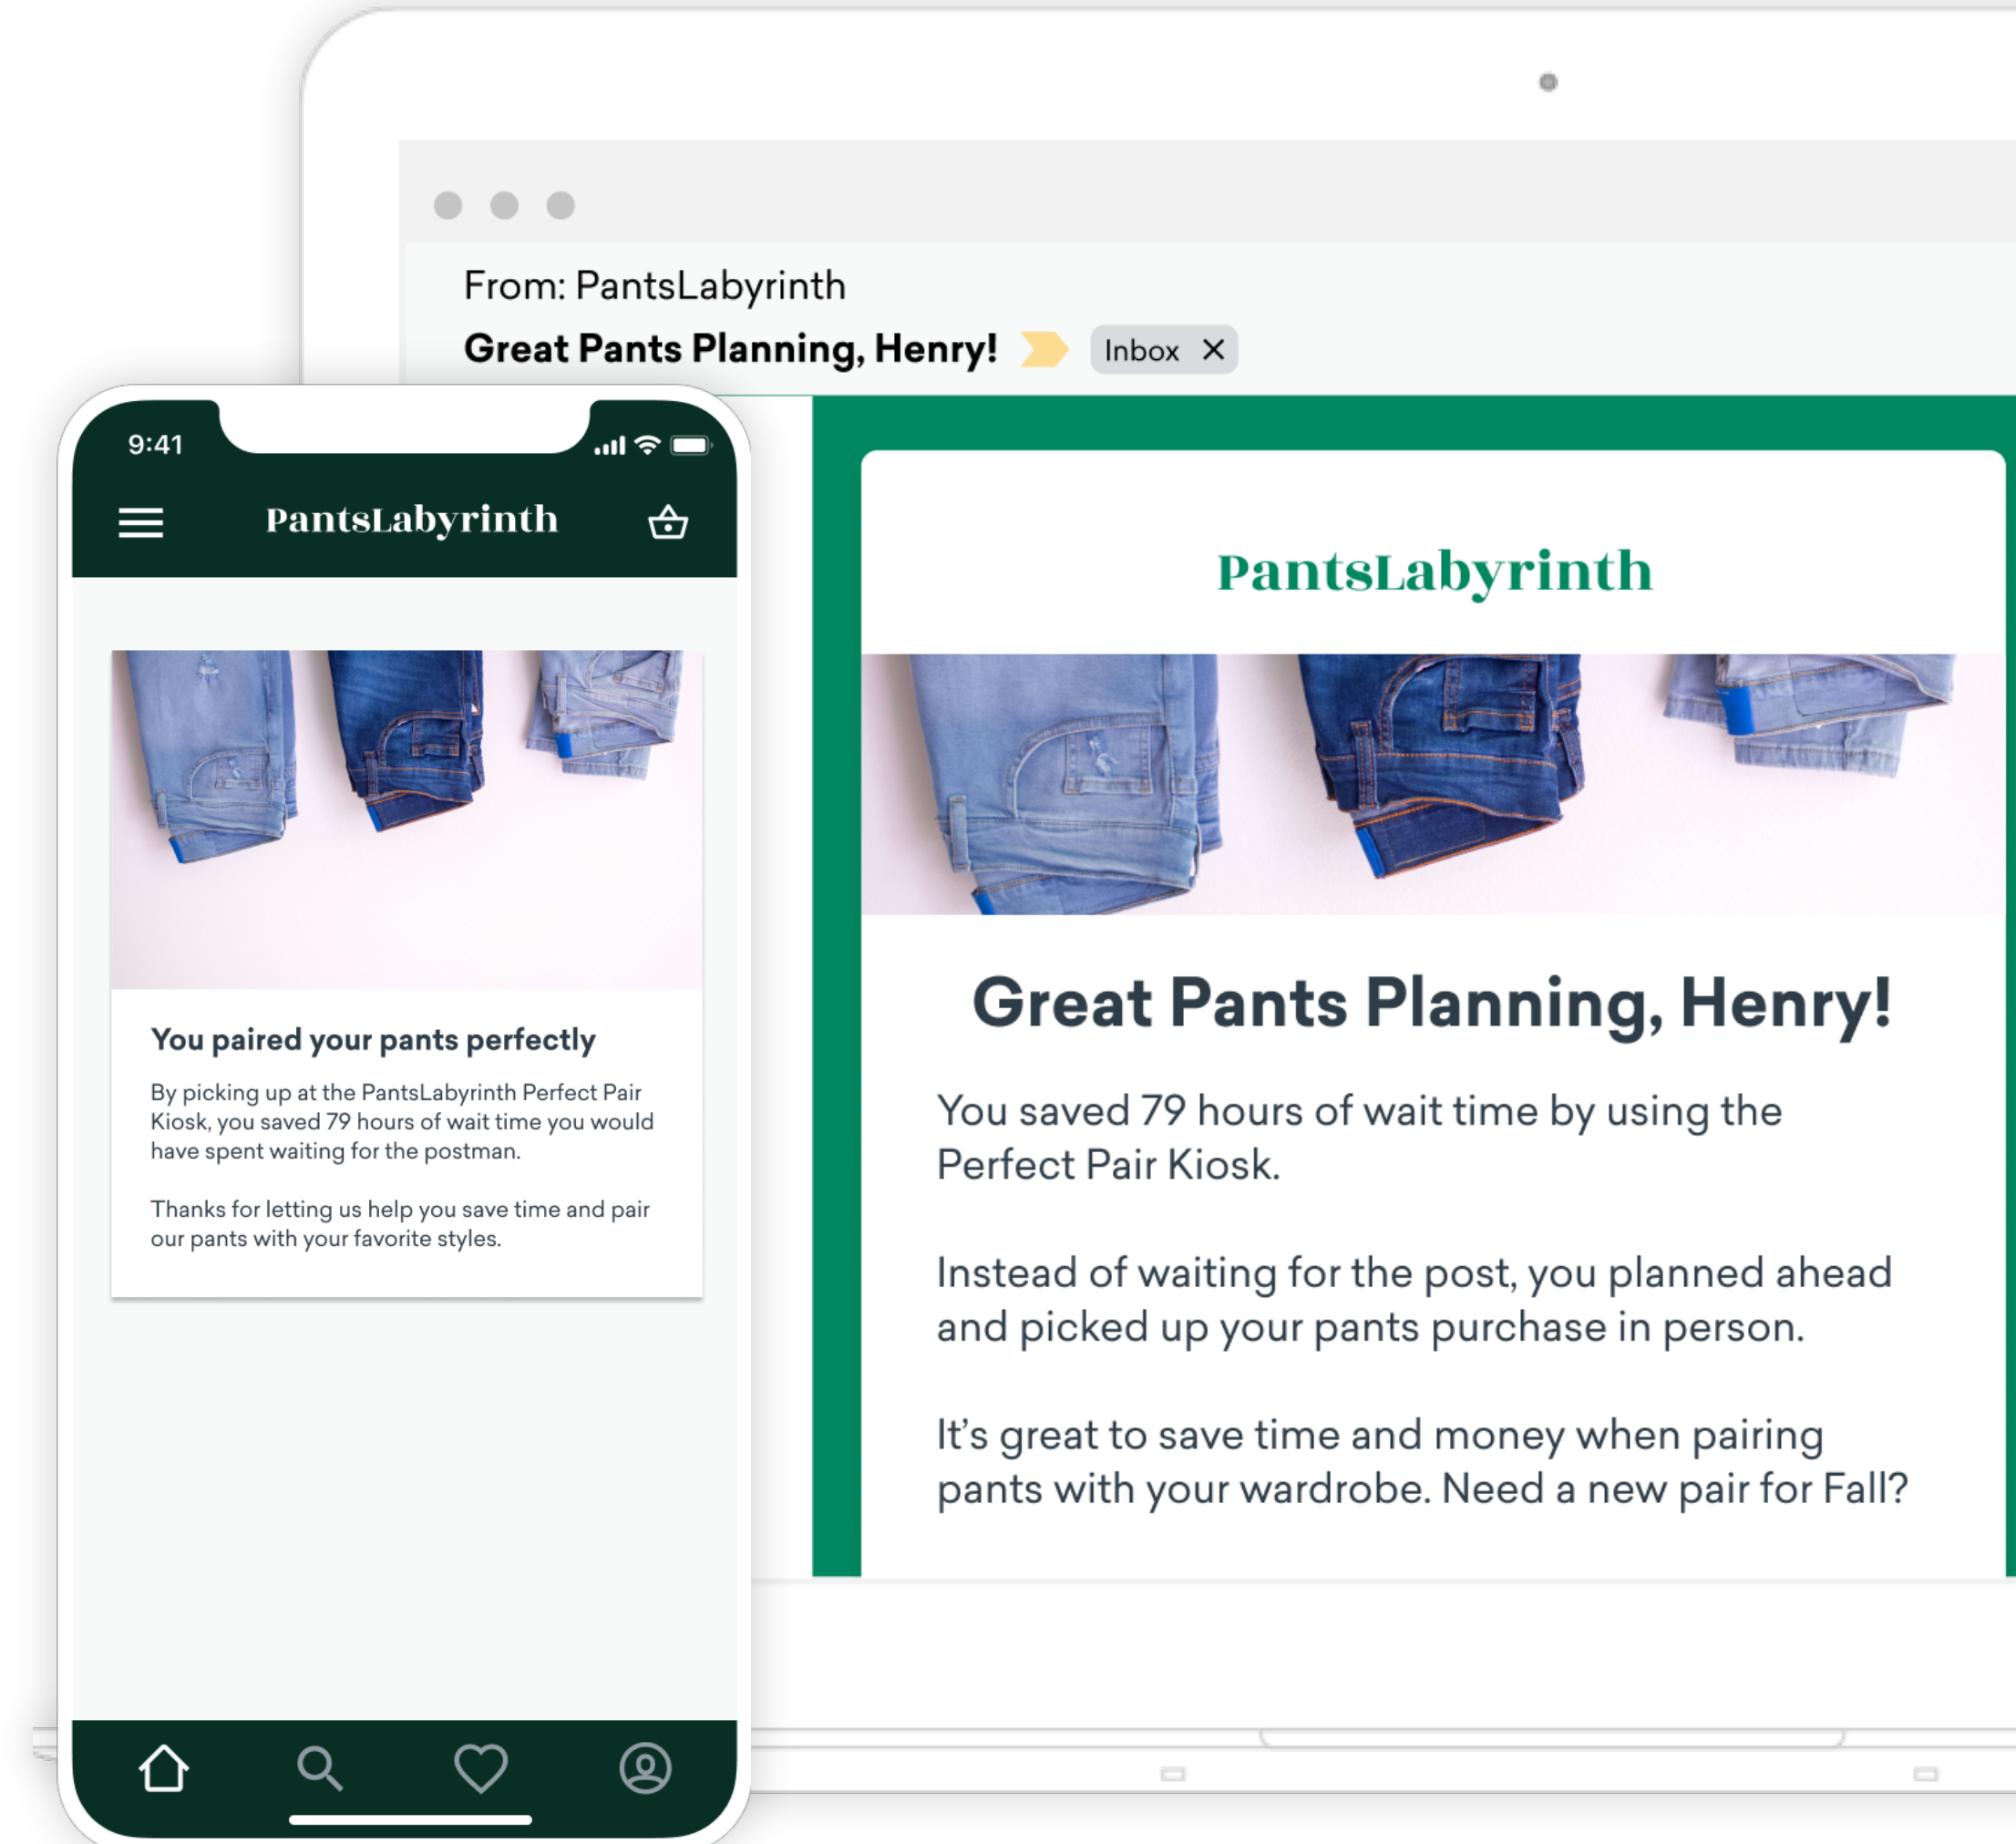 From: PantsLabyrinth
Great Pants Planning, Henry!
Inbox ✕
9:41
PantsLabyrinth
You paired your pants perfectly
By picking up at the PantsLabyrinth Perfect Pair
Kiosk, you saved 79 hours of wait time you would
have spent waiting for the postman.
Thanks for letting us help you save time and pair
our pants with your favorite styles.
PantsLabyrinth
Great Pants Planning, Henry!
You saved 79 hours of wait time by using the
Perfect Pair Kiosk.
Instead of waiting for the post, you planned ahead
and picked up your pants purchase in person.
It’s great to save time and money when pairing
pants with your wardrobe. Need a new pair for Fall?